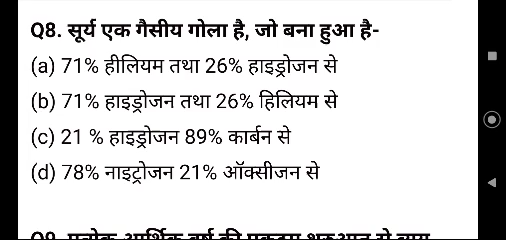 Q8. सूर्य एक गैसीय गोला है, जो बना हुआ है-
(a) 71% हीलियम तथा 26% हाइड्रोजन से
(b) 71% हाइड्रोजन तथा 26% हिलियम से
(c) 21 % हाइड्रोजन 89% कार्बन से
(d) 78% नाइट्रोजन 21% ऑक्सीजन से